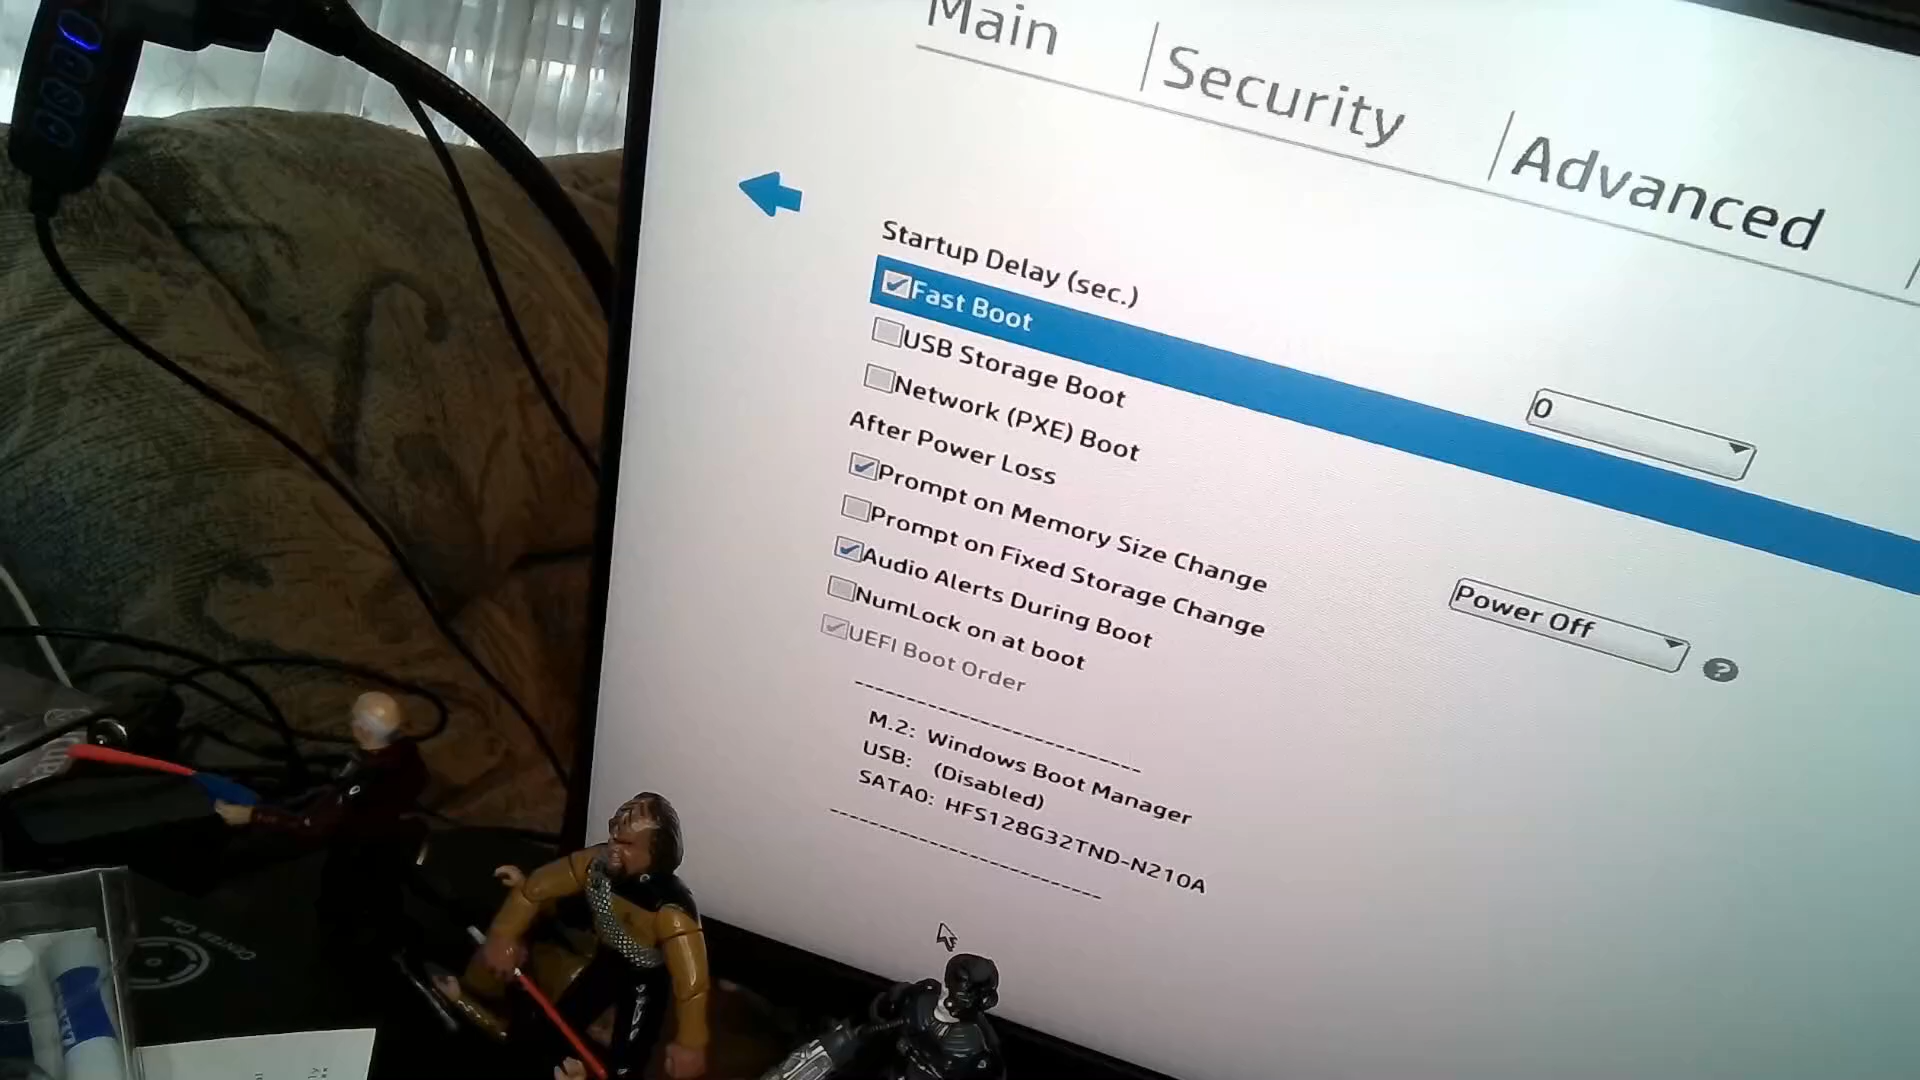 Main
Security
Advanced
Startup Delay (sec.)
0
Fast Boot
USB Storage Boot
Network (PXE) Boot
After Power Loss
Power Off
?
Prompt on Memory Size Change
Prompt on Fixed Storage Change
Audio Alerts During Boot
NumLock on at boot
UEFI Boot Order
--------------------------
M.2: Windows Boot Manager
USB: (Disabled)
SATA0: HFS128G32TND-N210A
--------------------------